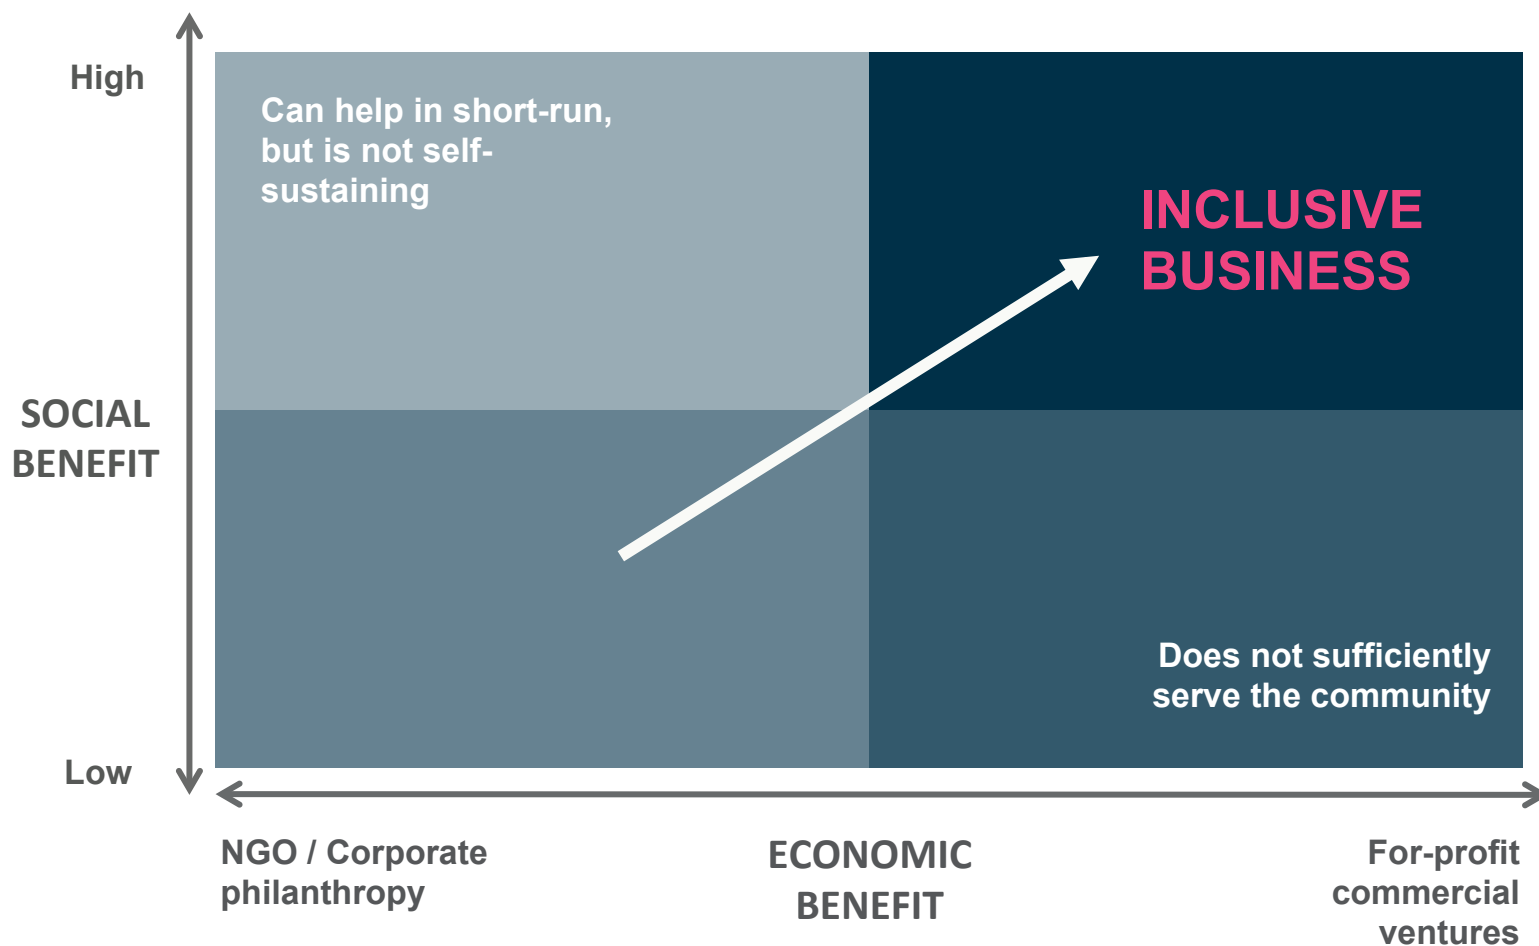 High
Can help in short-run,
but is not self-
sustaining
INCLUSIVE
BUSINESS
SOCIAL
BENEFIT
Does not sufficiently
serve the community
Low
NGO / Corporate
philanthropy
ECONOMIC
BENEFIT
For-profit
commercial
ventures